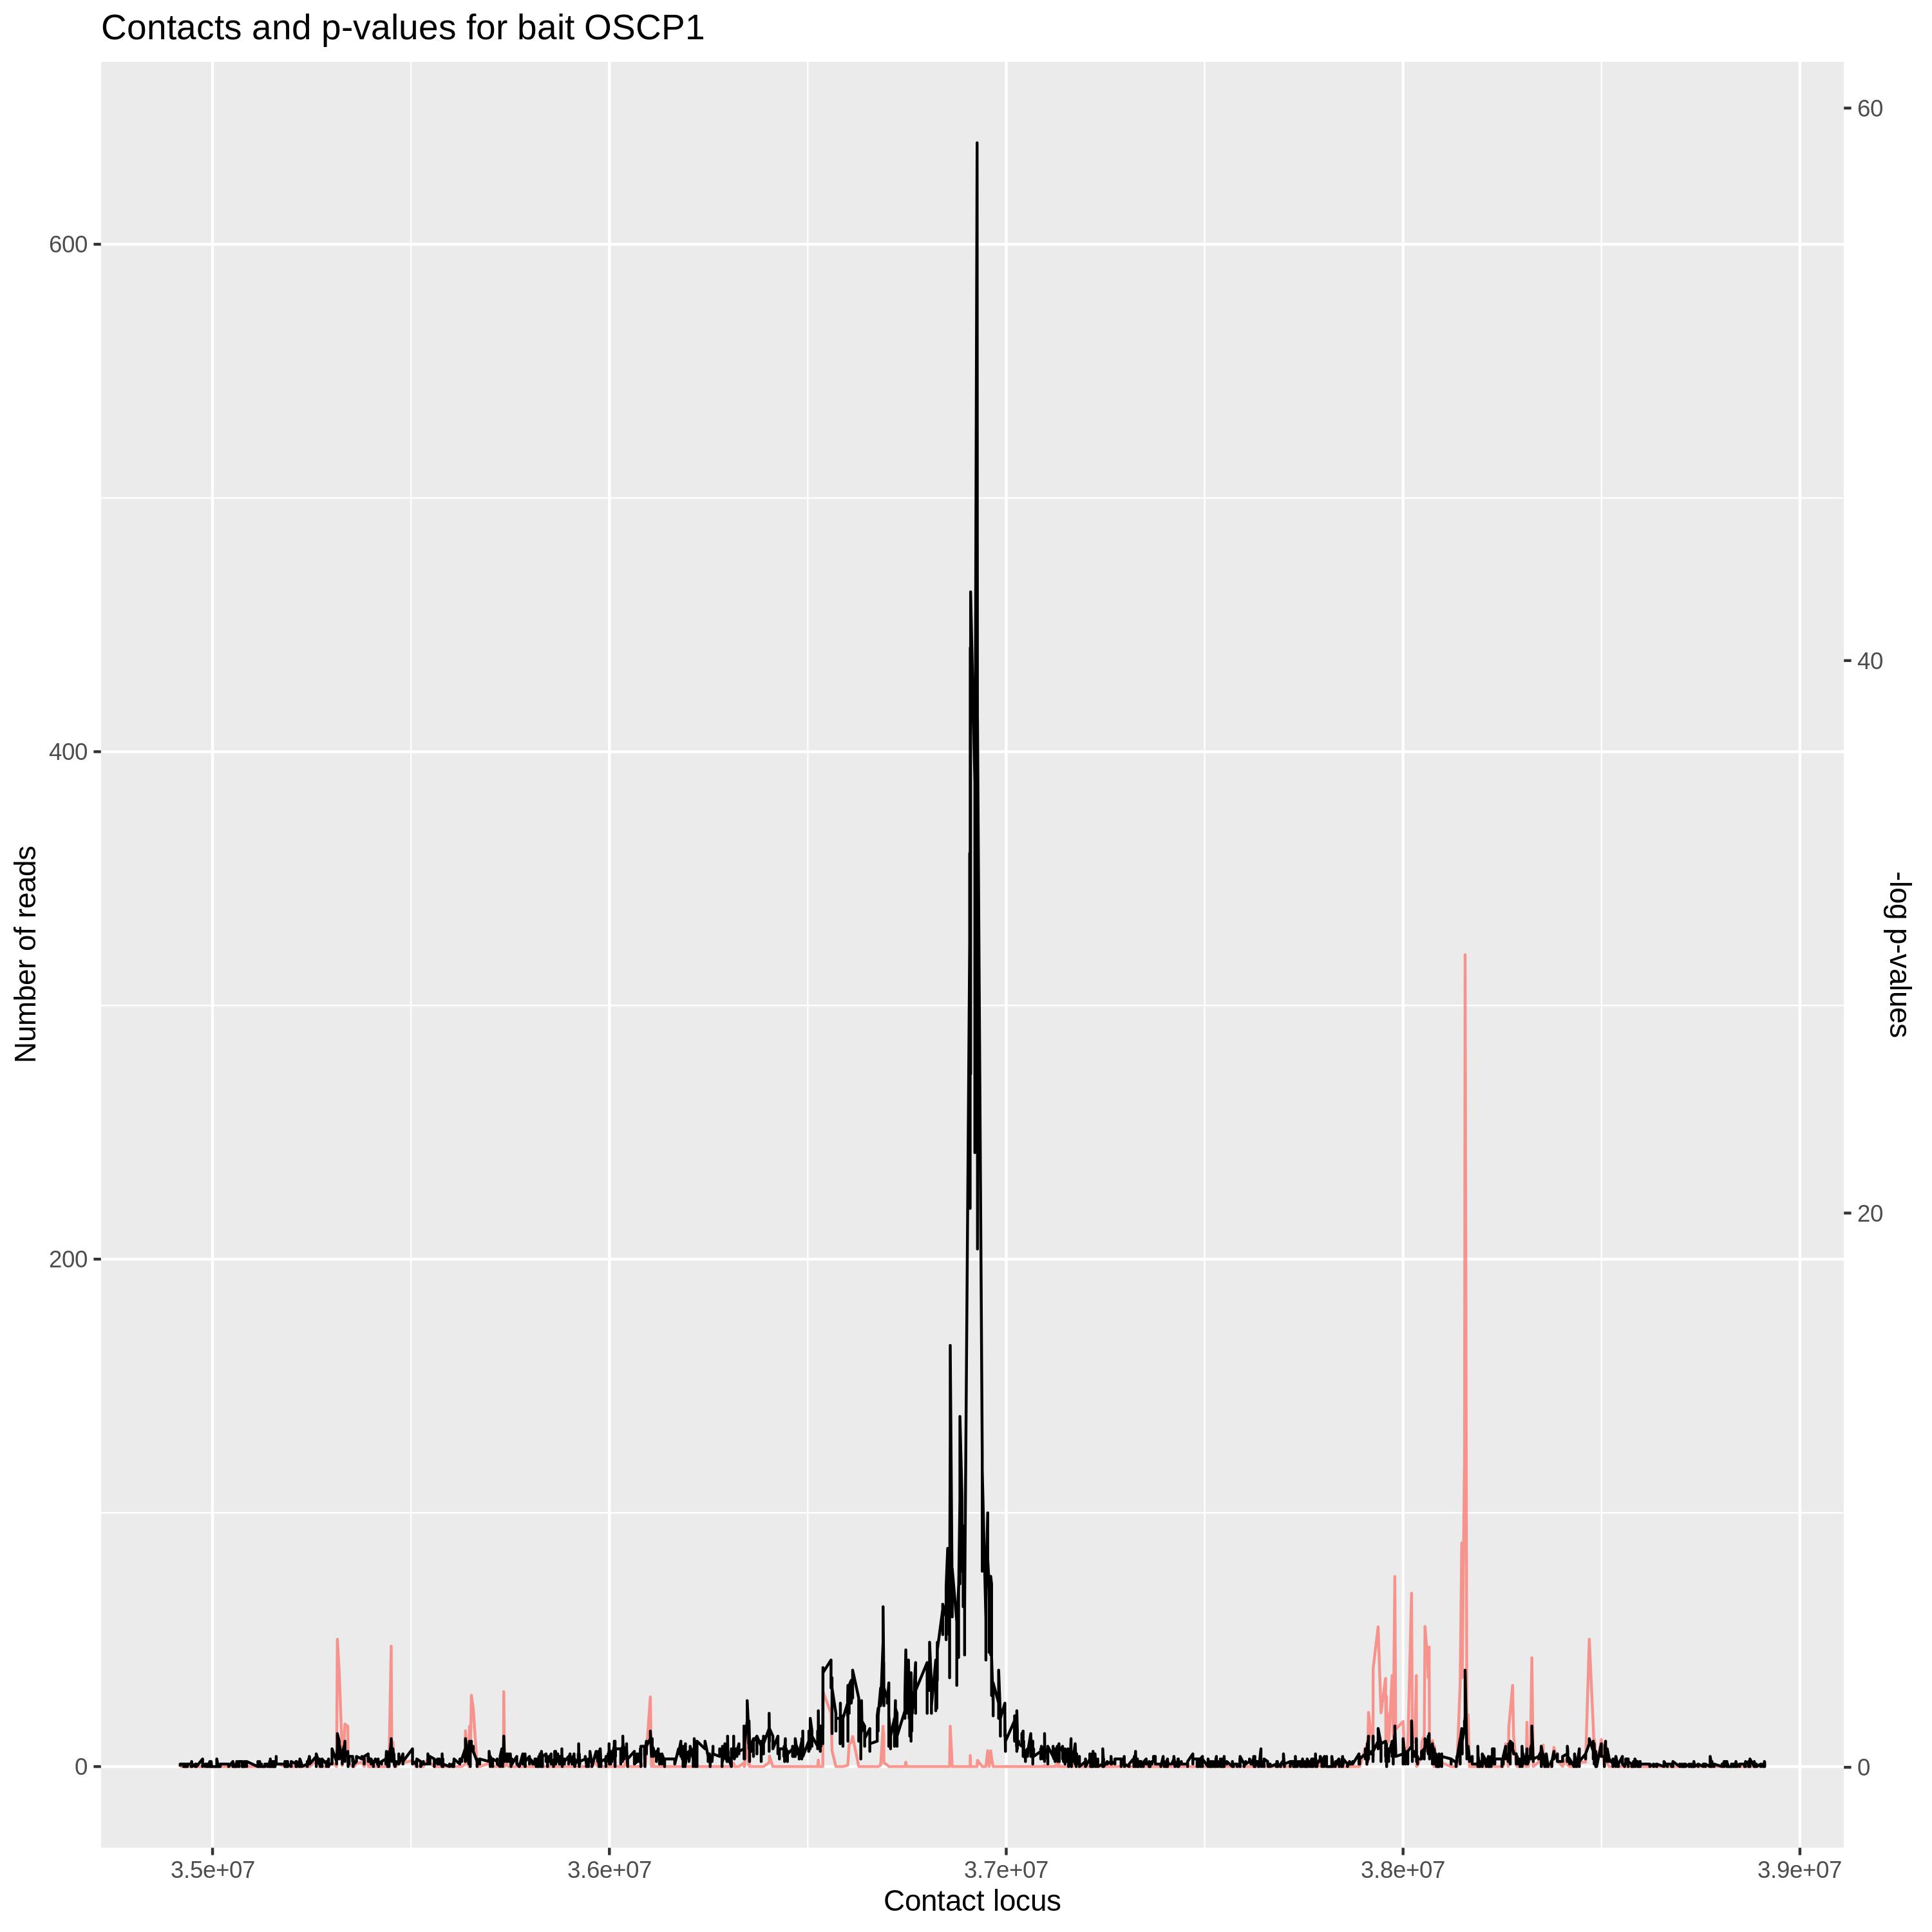 Contacts and p-values for bait OSCP1
Number of reads
600
400
200
0
60
40
20
0
-log p-values
3.5e+07
3.6e+07
3.7e+07
3.8e+07
3.9e+07
Contact locus